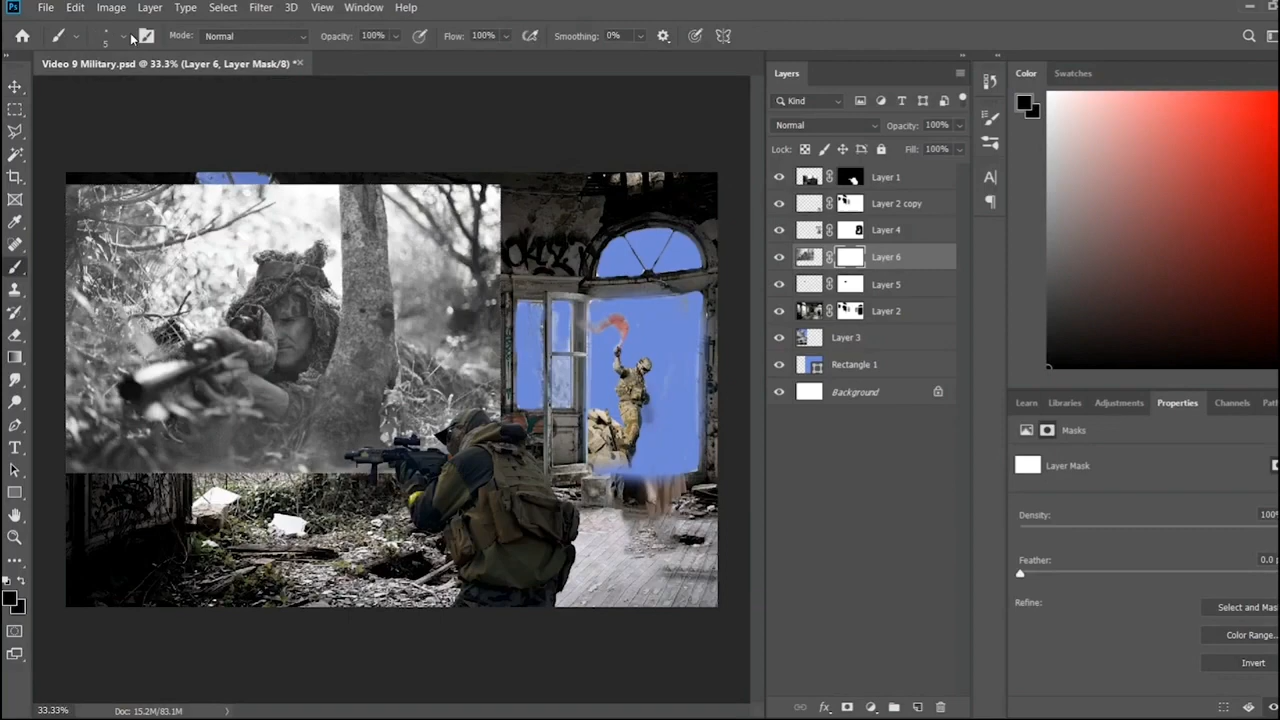 Ps File Edit Image Layer Type Select Filter 3D View Window Help
5 Mode: Normal Opacity: 100% Flow: 100% Smoothing: 0%
Video 9 Military.psd @ 33.3% (Layer 6, Layer Mask/8) *
Layers
Kind
Normal Opacity: 100%
Lock: Fill: 100%
Layer 1
Layer 2 copy
Layer 4
Layer 6
Layer 5
Layer 2
Layer 3
Rectangle 1
Background
Color Swatches
Learn Libraries Adjustments Properties Channels Pat
Masks
Layer Mask
Density: 100%
Feather: 0.0
Refine:
Select and Mas
Color Range..
Invert
33.33% Doc: 15.2M/83.1M